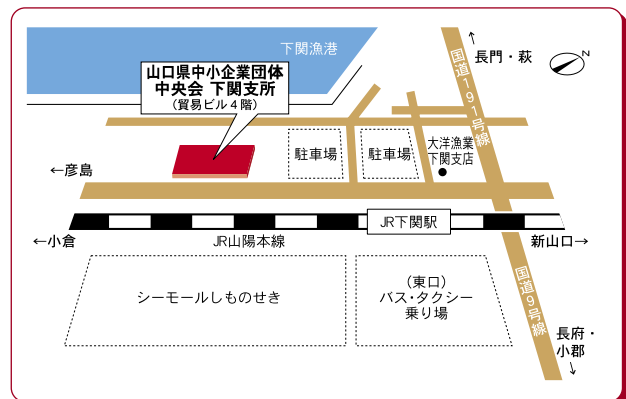 下関漁港
山口県中小企業団体
中央会 下関支所
(貿易ビル4階)
↑
長門・萩
N
国道191号線
駐車場
駐車場
大洋漁業
下関支店
←彦島
JR下関駅
←小倉
JR山陽本線
新山口→
シーモールしものせき
(東口)
バス・タクシー
乗り場
国道9号線
長府・
小郡
↓